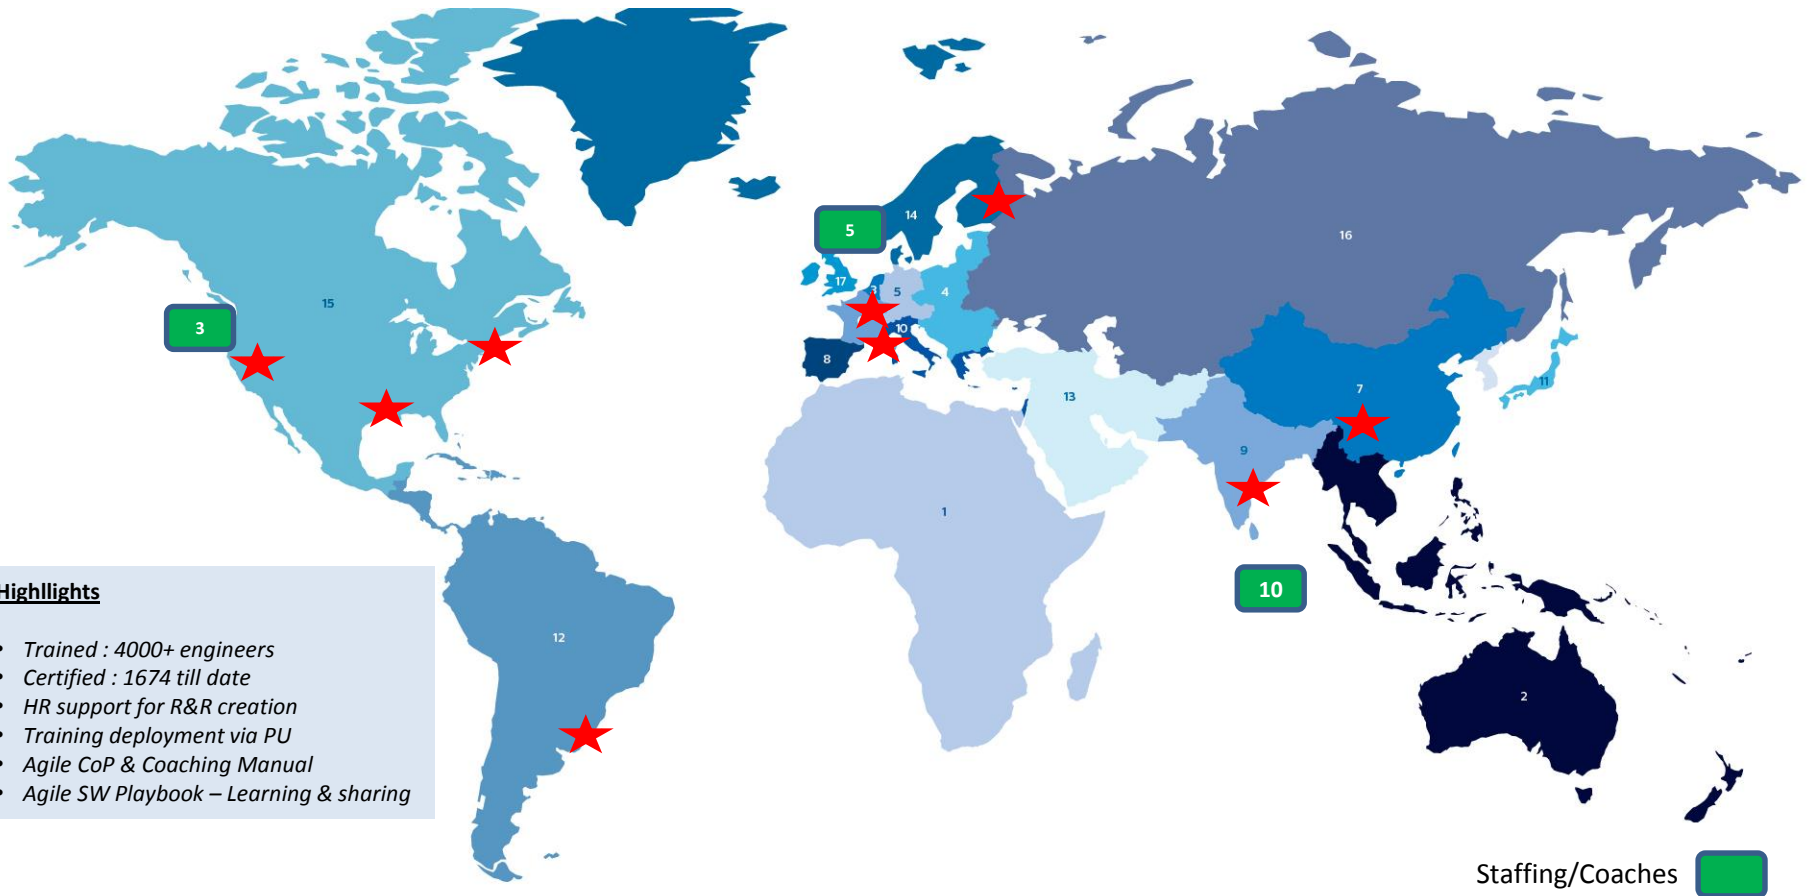 14
5
16
17
3
5
4
15
3
10
8
7
11
13
9
1
10
Highllights
• Trained : 4000+ engineers
• Certified : 1674 till date
• HR support for R&R creation
• Training deployment via PU
• Agile CoP & Coaching Manual
• Agile SW Playbook – Learning & sharing
12
2
Staffing/Coaches